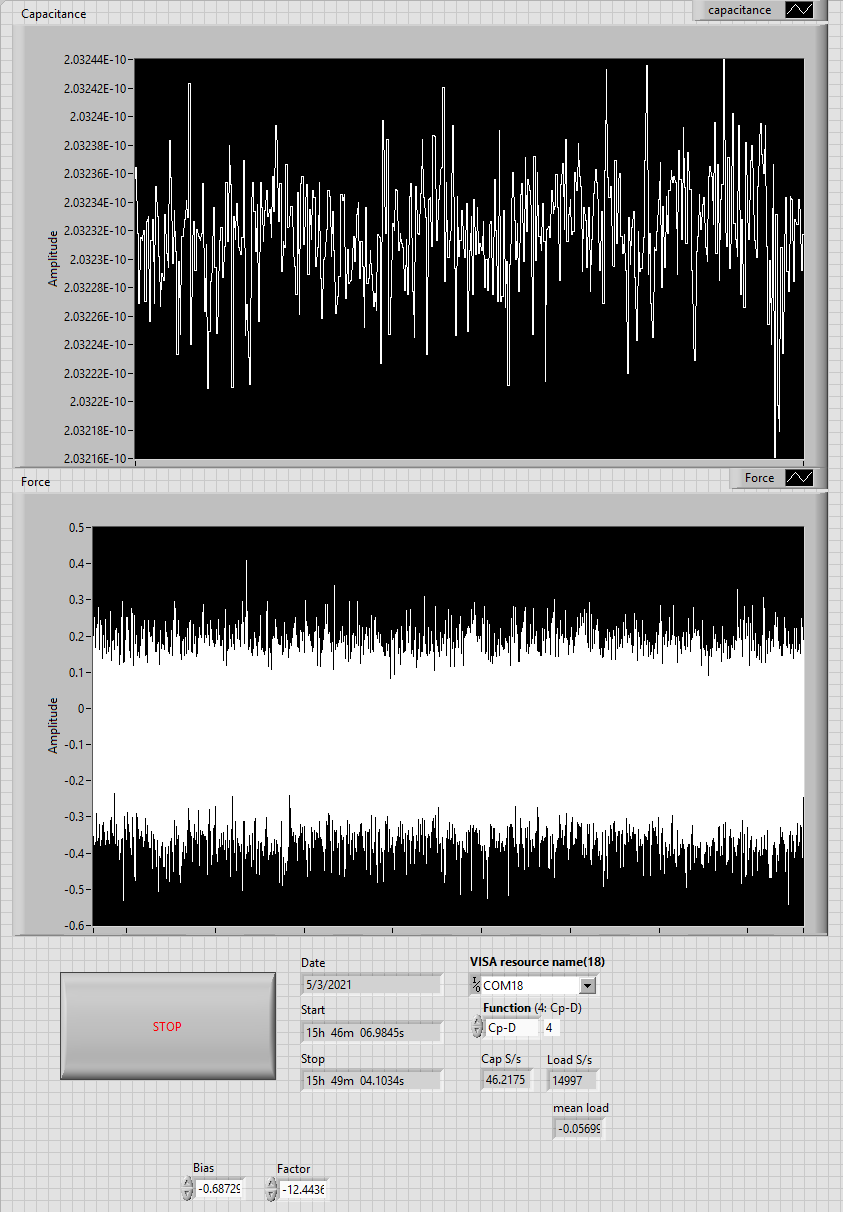 Capacitance
capacitance
2.03244E-10
2.03242E-10
2.0324E-10
2.03238E-10
2.03236E-10
2.03234E-10
2.03232E-10
2.0323E-10
2.03228E-10
2.03226E-10
2.03224E-10
2.03222E-10
2.0322E-10
2.03218E-10
2.03216E-10
Amplitude
Force
Force
0.5
0.4
0.3
0.2
0.1
0
-0.1
-0.2
-0.3
-0.4
-0.5
-0.6
Amplitude
STOP
Date
5/3/2021
Start
15h 46m 06.9845s
Stop
15h 49m 04.1034s
VISA resource name(18)
I/O COM18
Function (4: Cp-D)
Cp-D 4
Cap S/s Load S/s
46.2175 14997
mean load
-0.05699
Bias Factor
-0.68729 -12.4436